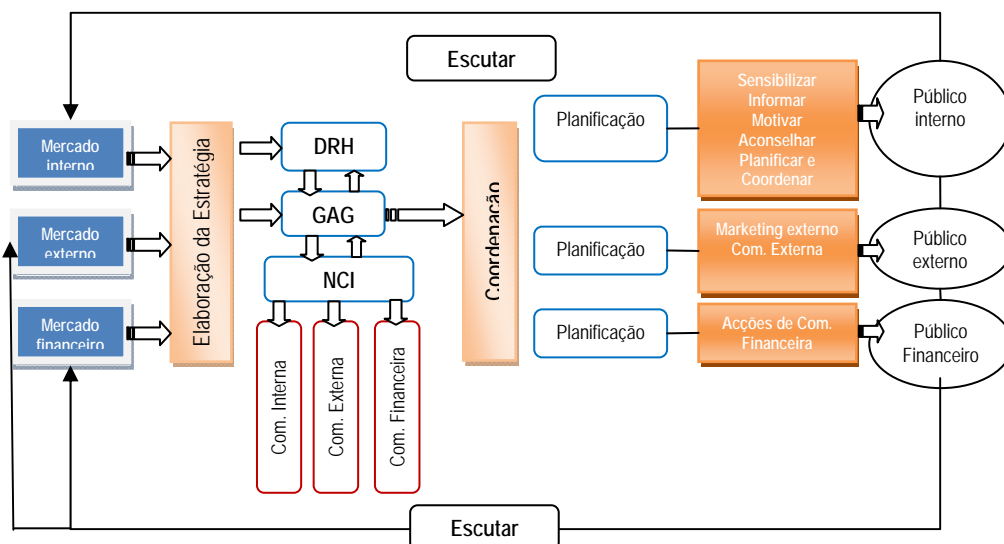 Escutar
Mercado
interno
Mercado
externo
Mercado
financeiro
Elaboração da Estratégia
DRH
GAG
NCI
Com. Interna
Com. Externa
Com. Financeira
Coordenação
Planificação
Sensibilizar
Informar
Motivar
Aconselhar
Planificar e
Coordenar
Público
interno
Planificação
Marketing externo
Com. Externa
Público
externo
Planificação
Acções de Com.
Financeira
Público
Financeiro
Escutar